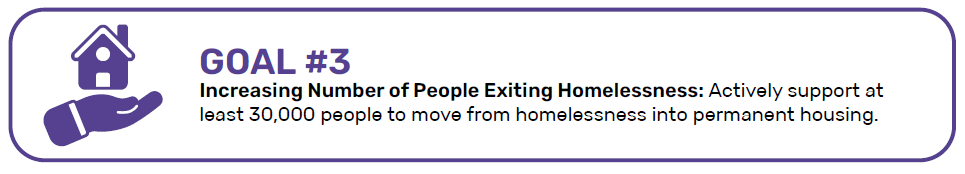 GOAL #3
Increasing Number of People Exiting Homelessness: Actively support at
least 30,000 people to move from homelessness into permanent housing.